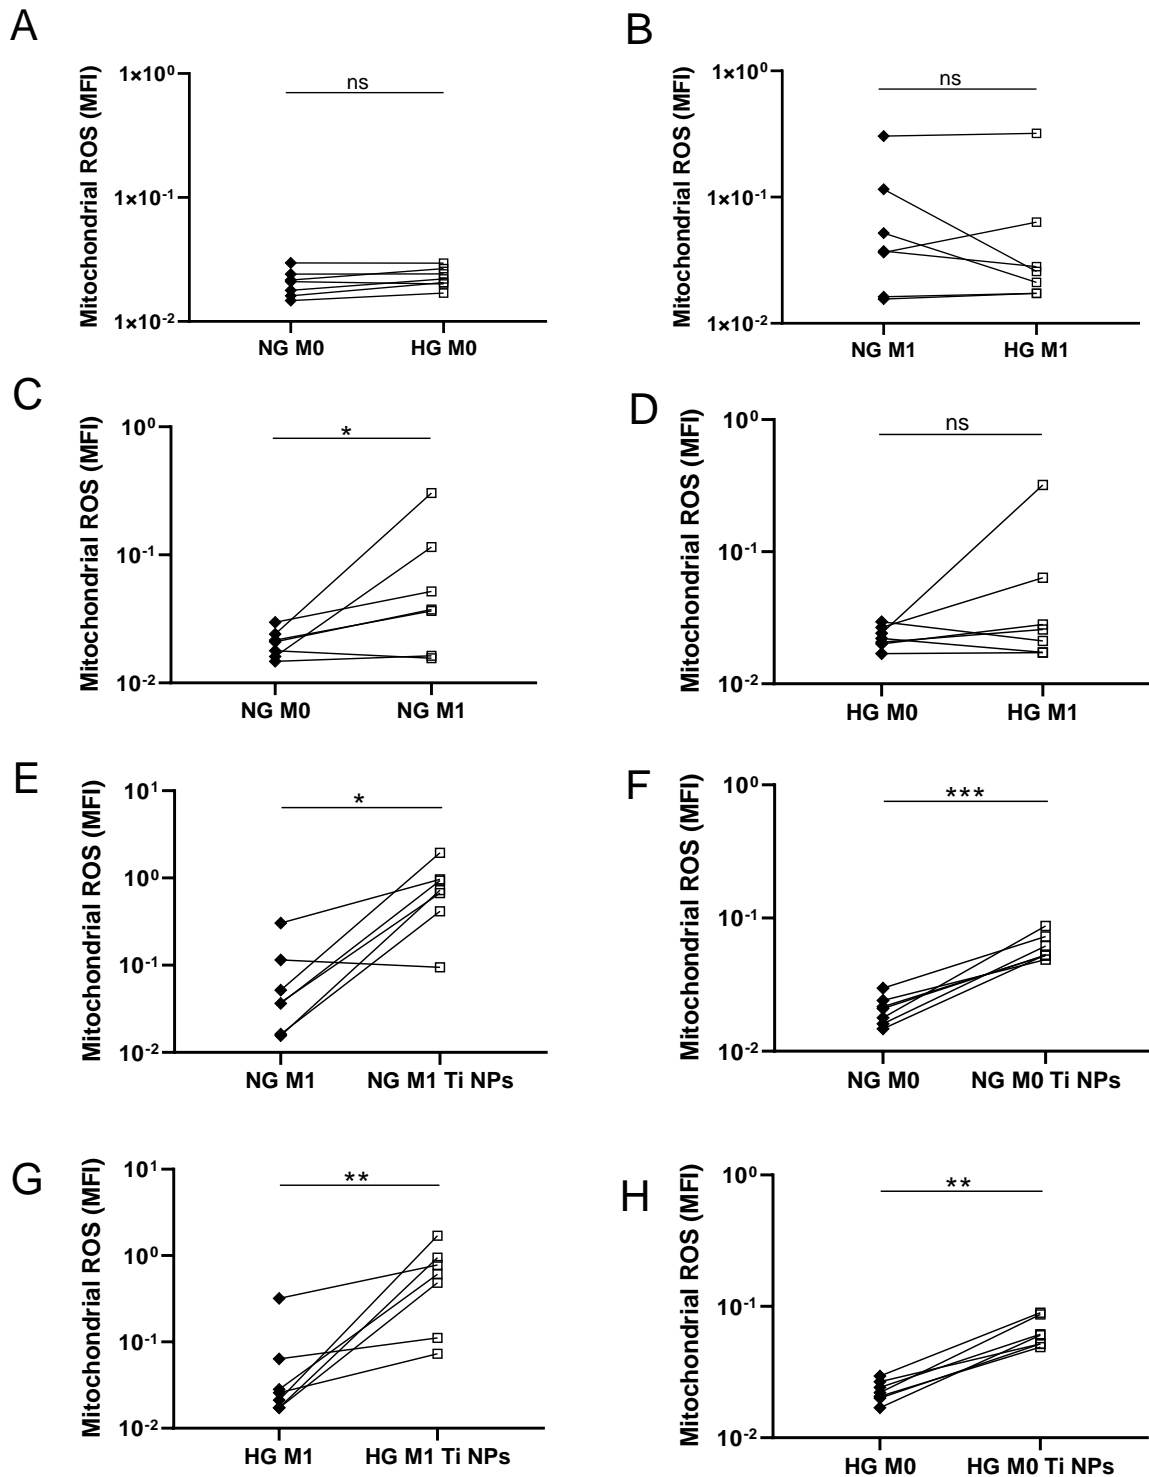 A
Mitochondrial ROS (MFI)
1×10⁰
1×10⁻¹
1×10⁻²
ns
NG M0 HG M0
B
Mitochondrial ROS (MFI)
1×10⁰
1×10⁻¹
1×10⁻²
ns
NG M1 HG M1
C
Mitochondrial ROS (MFI)
10⁰
10⁻¹
10⁻²
*
NG M0 NG M1
D
Mitochondrial ROS (MFI)
10⁰
10⁻¹
10⁻²
ns
HG M0 HG M1
E
Mitochondrial ROS (MFI)
10¹
10⁰
10⁻¹
10⁻²
*
NG M1 NG M1 Ti NPs
F
Mitochondrial ROS (MFI)
10⁰
10⁻¹
10⁻²
***
NG M0 NG M0 Ti NPs
G
Mitochondrial ROS (MFI)
10¹
10⁰
10⁻¹
10⁻²
**
HG M1 HG M1 Ti NPs
H
Mitochondrial ROS (MFI)
10⁰
10⁻¹
10⁻²
**
HG M0 HG M0 Ti NPs